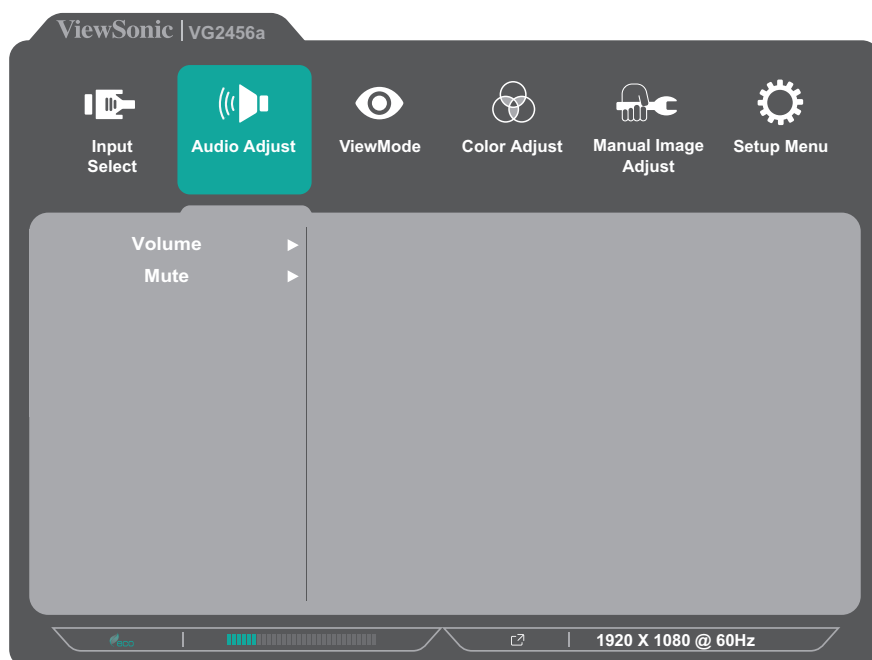 ViewSonic | VG2456a
Input
Select
Audio Adjust
ViewMode
Color Adjust
Manual Image
Adjust
Setup Menu
Volume
Mute
eco
1920 X 1080 @ 60Hz